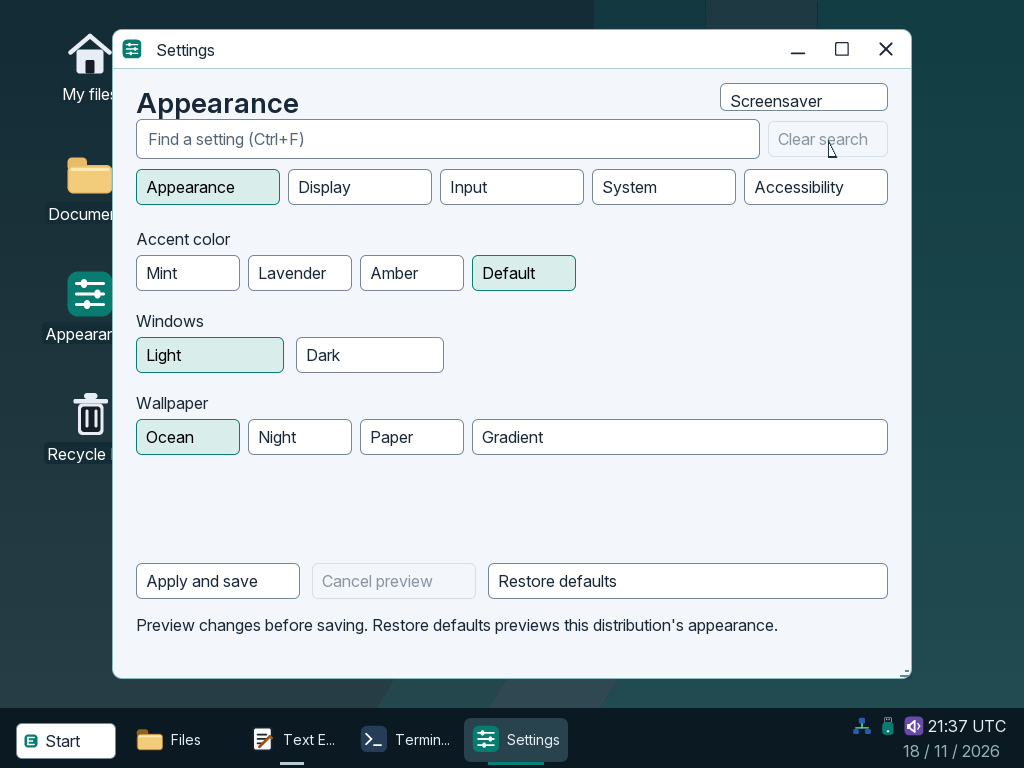 My files
Appearance
Recycle
Settings
Appearance
Screensaver
Find a setting (Ctrl+F)
Clear search
Appearance
Display
Input
System
Accessibility
Accent color
Mint
Lavender
Amber
Default
Windows
Light
Dark
Wallpaper
Ocean
Night
Paper
Gradient
Apply and save
Cancel preview
Restore defaults
Preview changes before saving. Restore defaults previews this distribution's appearance.
Start
Files
Text E...
Termin...
Settings
21:37 UTC
18 / 11 / 2026